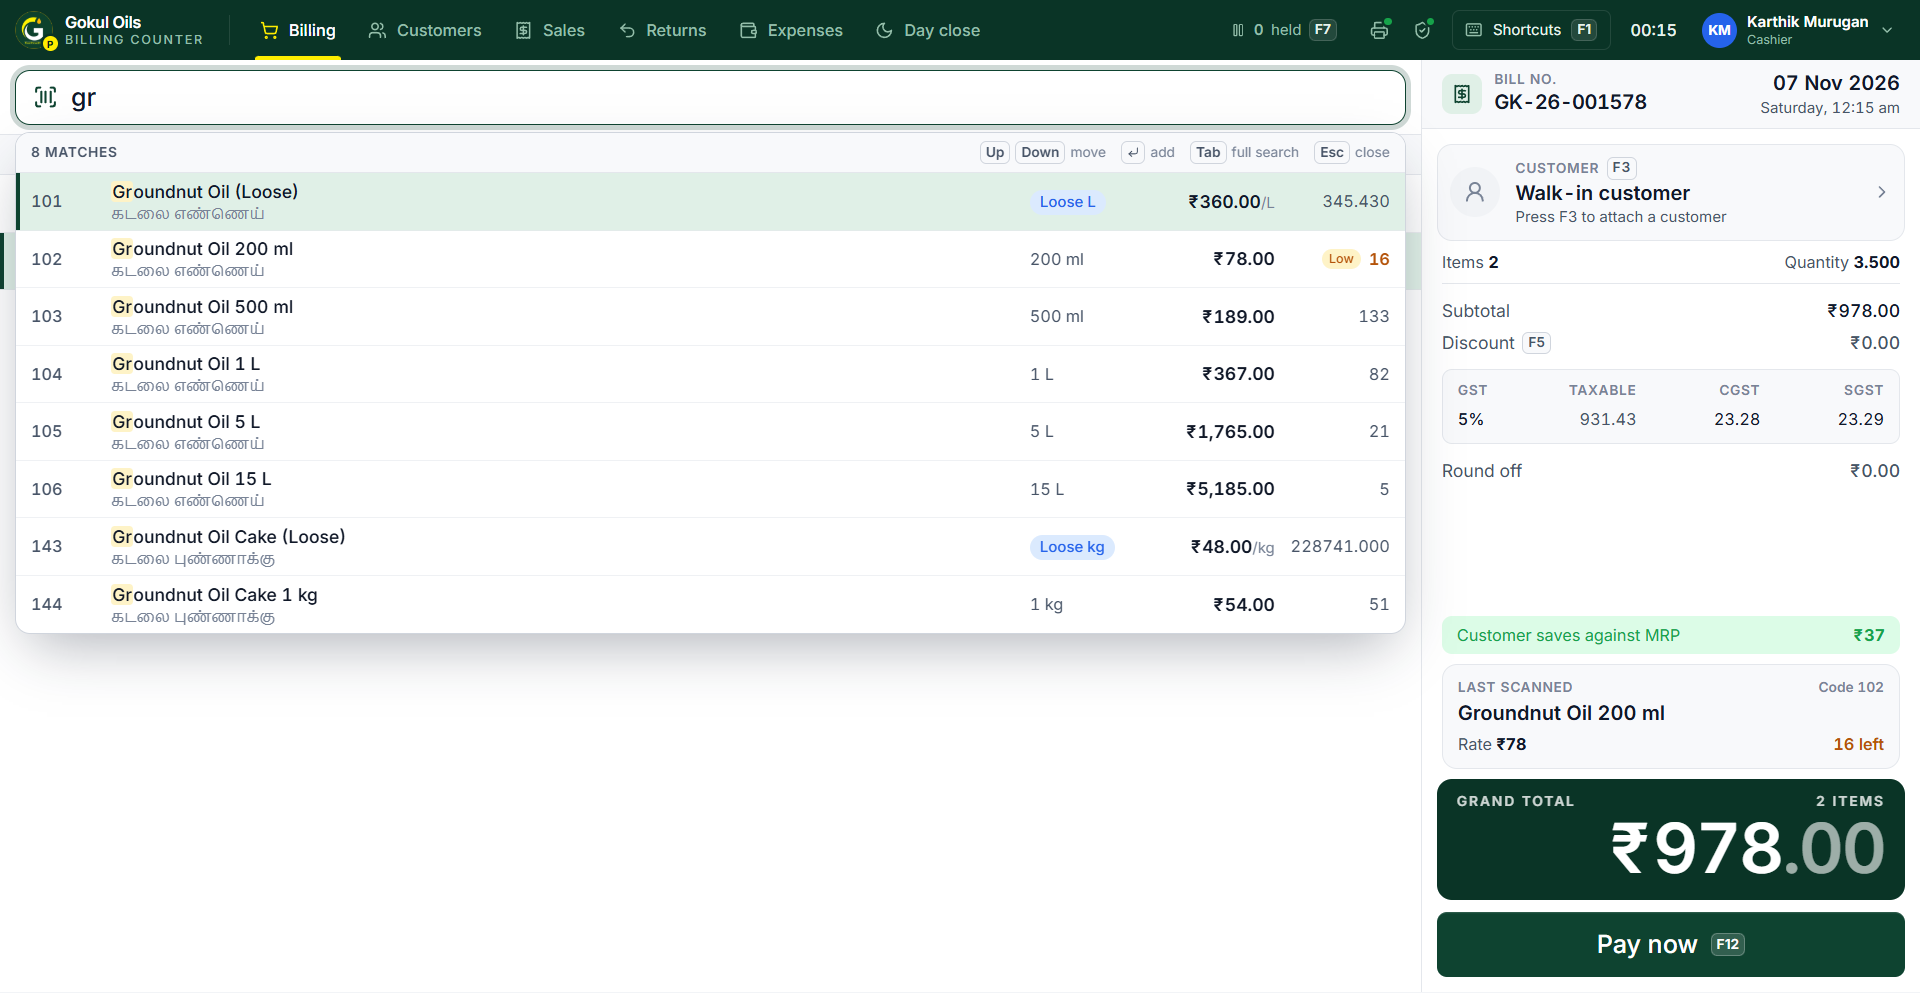 Gokul Oils
BILLING COUNTER
Billing
Customers
Sales
Returns
Expenses
Day close
0 held F7
Shortcuts F1
00:15
KM
Karthik Murugan
Cashier
G
P
gr
8 MATCHES
Up Down move ↵ add Tab full search Esc close
101 Groundnut Oil (Loose) Loose L ₹360.00/L 345.430
கடலை எண்ணெய்
102 Groundnut Oil 200 ml 200 ml ₹78.00 Low 16
கடலை எண்ணெய்
103 Groundnut Oil 500 ml 500 ml ₹189.00 133
கடலை எண்ணெய்
104 Groundnut Oil 1 L 1 L ₹367.00 82
கடலை எண்ணெய்
105 Groundnut Oil 5 L 5 L ₹1,765.00 21
கடலை எண்ணெய்
106 Groundnut Oil 15 L 15 L ₹5,185.00 5
கடலை எண்ணெய்
143 Groundnut Oil Cake (Loose) Loose kg ₹48.00/kg 228741.000
கடலை புண்ணாக்கு
144 Groundnut Oil Cake 1 kg 1 kg ₹54.00 51
கடலை புண்ணாக்கு
BILL NO.
GK-26-001578
07 Nov 2026
Saturday, 12:15 am
CUSTOMER F3
Walk-in customer
Press F3 to attach a customer
Items 2 Quantity 3.500
Subtotal ₹978.00
Discount F5 ₹0.00
GST TAXABLE CGST SGST
5% 931.43 23.28 23.29
Round off ₹0.00
Customer saves against MRP ₹37
LAST SCANNED Code 102
Groundnut Oil 200 ml
Rate ₹78 16 left
GRAND TOTAL 2 ITEMS
₹978.00
Pay now F12